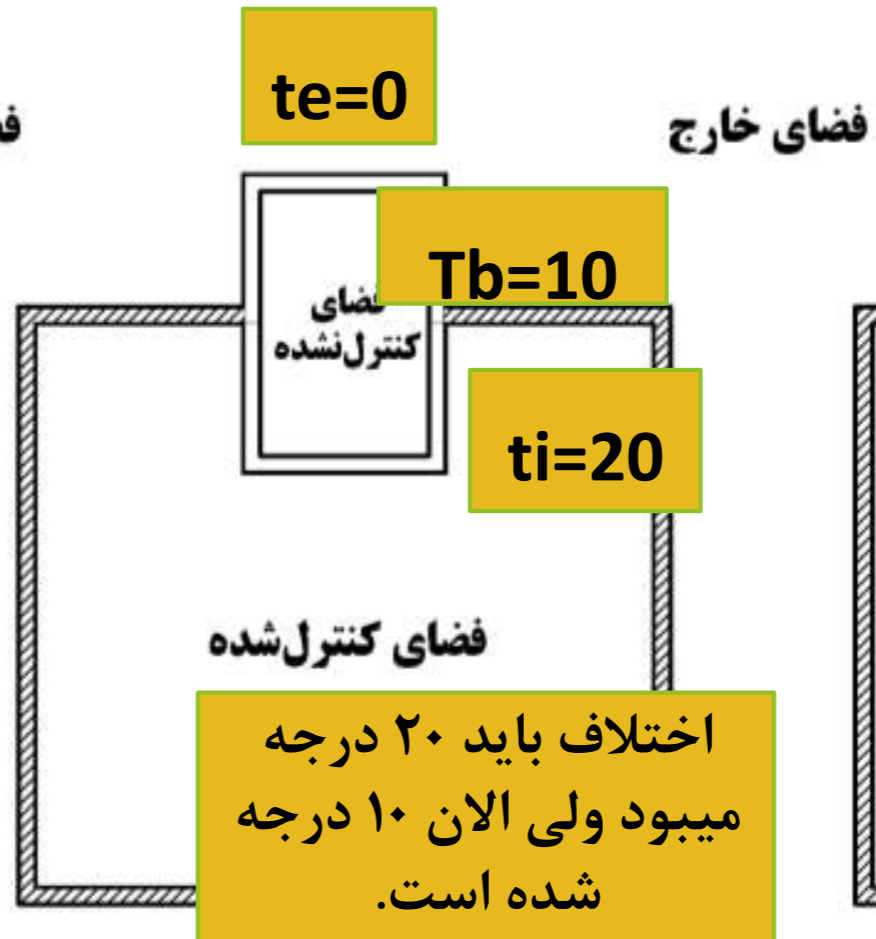 te=0
فضای خارج
Tb=10
فضای
کنترل‌نشده
ti=20
فضای کنترل‌شده
اختلاف باید ۲۰ درجه
میبود ولی الان ۱۰ درجه
شده است.